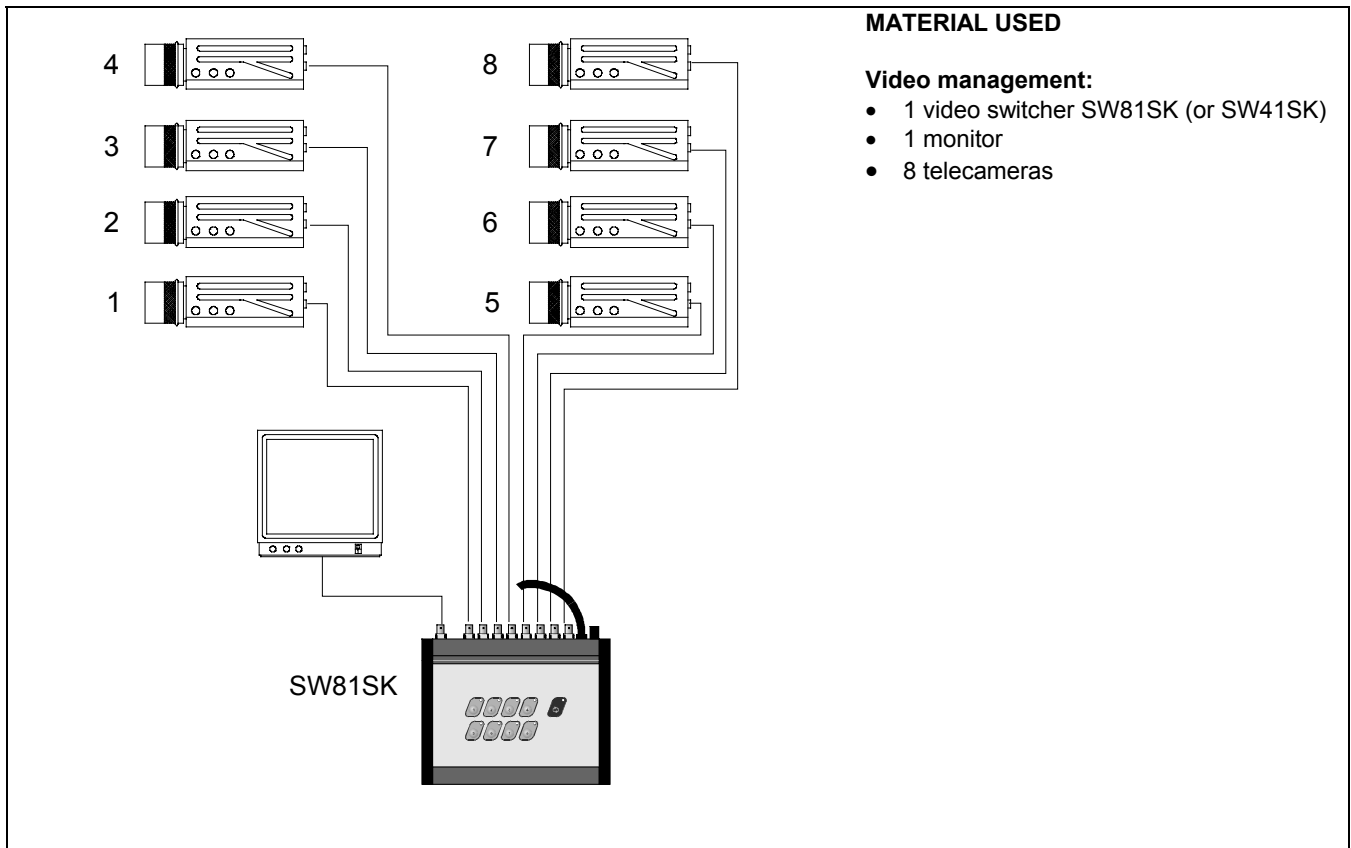 MATERIAL USED
Video management:
• 1 video switcher SW81SK (or SW41SK)
• 1 monitor
• 8 telecameras
4
8
3
7
2
6
1
5
SW81SK